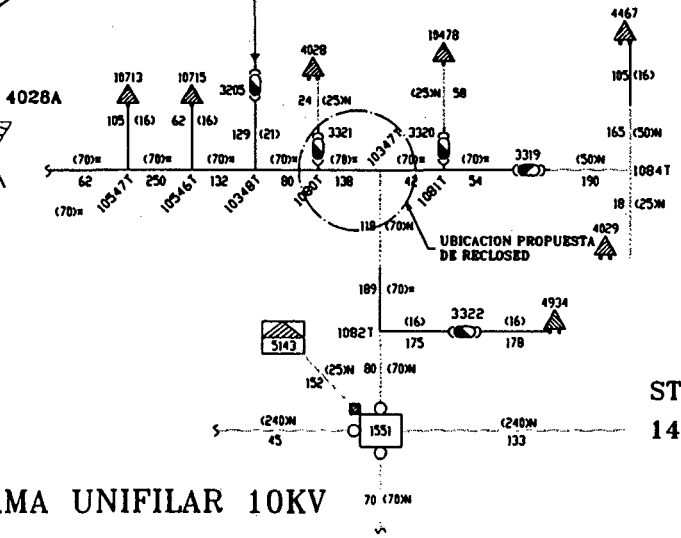 4467
4028A
10713
10715
3205
4028
10478
105 (16)
62 (16)
24 (25)N
(25)N 58
105 (16)
129 (21)
3321
10347T
3320
165 (50)N
3319
(70)=
(70)=
(70)=
(70)=
(70)=
(70)=
(70)=
(50)N
62
250
132
80
138
42
54
190
1084T
10547T
10546T
10348T
1080T
1081T
(70)=
18 (25)N
118 (70)N
4029
UBICACION PROPUESTA
DE RECLOSED
189 (70)=
3322
4934
(16)
(16)
1082T
175
178
5143
(25)N
152
80 (70)N
ST
(240)N
45
1551
(240)N
133
14
AMA UNIFILAR 10KV
70 (70)N